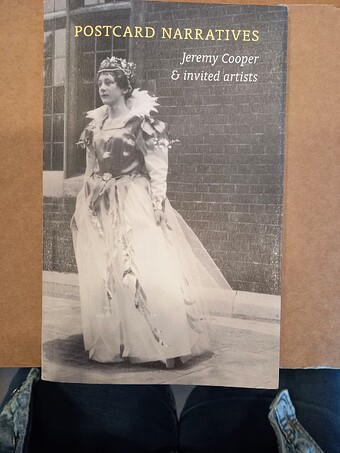 POSTCARD NARRATIVES
Jeremy Cooper
& invited artists